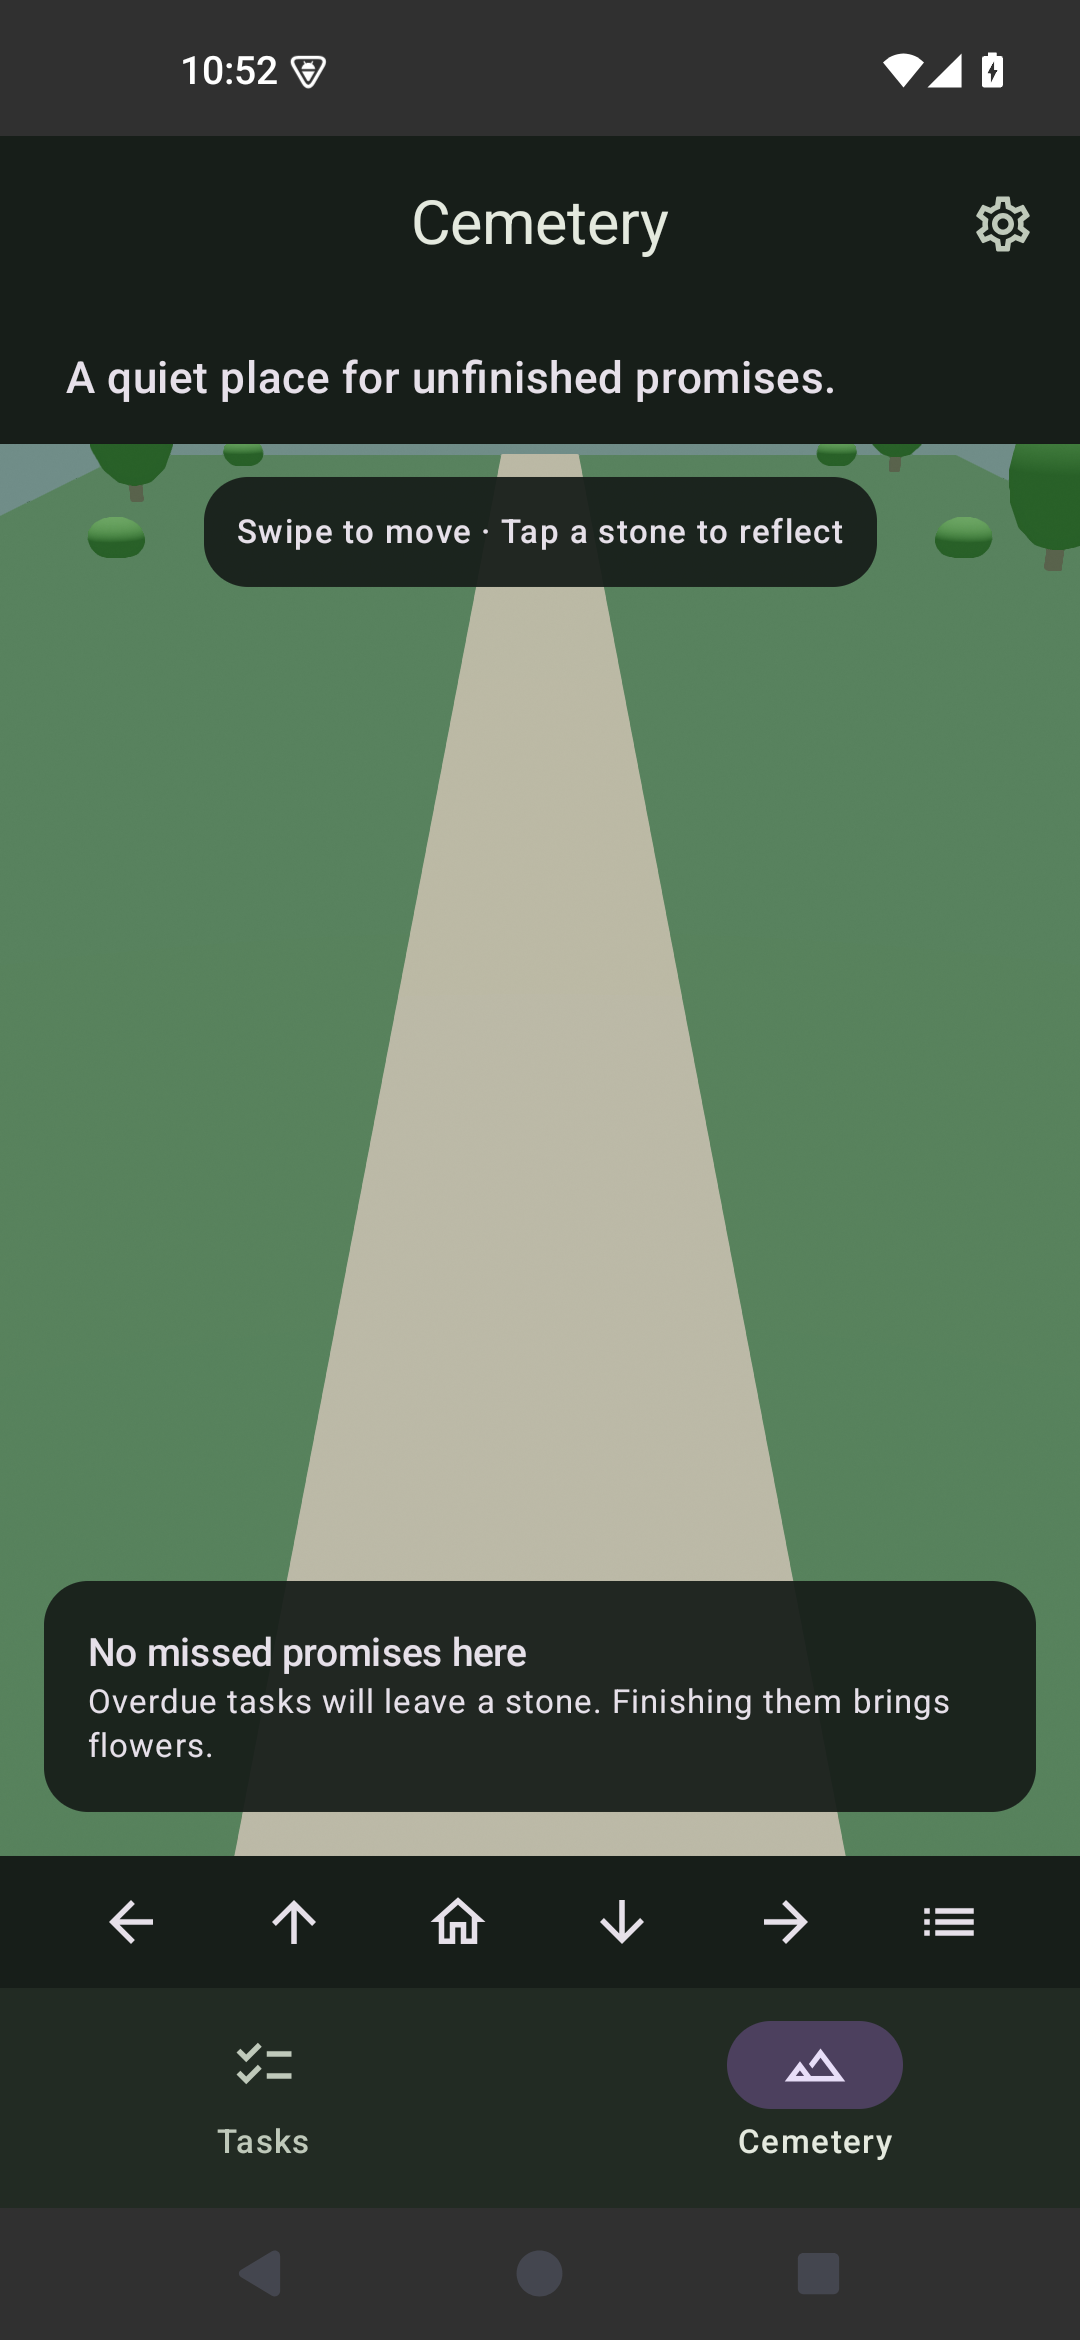 10:52
Cemetery
A quiet place for unfinished promises.
Swipe to move · Tap a stone to reflect
No missed promises here
Overdue tasks will leave a stone. Finishing them brings
flowers.
Tasks
Cemetery